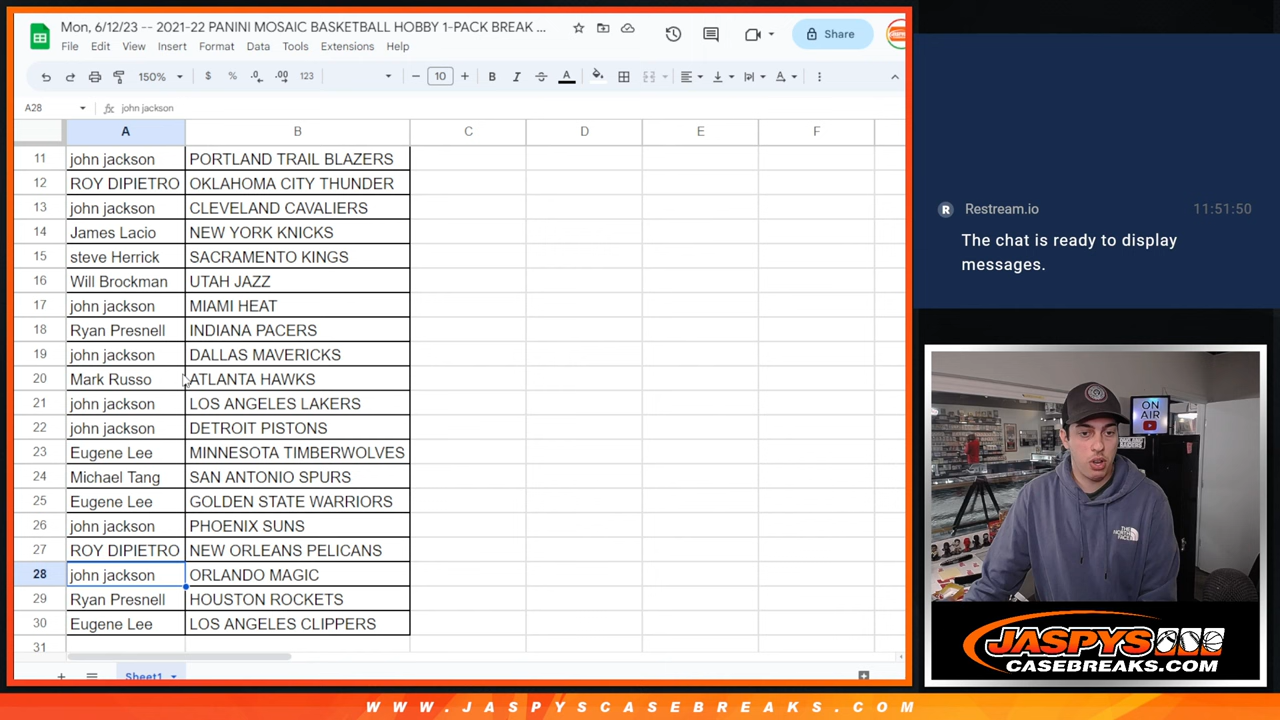 Mon, 6/12/23 -- 2021-22 PANINI MOSAIC BASKETBALL HOBBY 1-PACK BREAK ...
Share
File Edit View Insert Format Data Tools Extensions Help
150% $ % .0 .00 123 10 B I A
A28 john jackson
A B C D E F
11 john jackson PORTLAND TRAIL BLAZERS
12 ROY DIPIETRO OKLAHOMA CITY THUNDER
13 john jackson CLEVELAND CAVALIERS
14 James Lacio NEW YORK KNICKS
15 steve Herrick SACRAMENTO KINGS
16 Will Brockman UTAH JAZZ
17 john jackson MIAMI HEAT
18 Ryan Presnell INDIANA PACERS
19 john jackson DALLAS MAVERICKS
20 Mark Russo ATLANTA HAWKS
21 john jackson LOS ANGELES LAKERS
22 john jackson DETROIT PISTONS
23 Eugene Lee MINNESOTA TIMBERWOLVES
24 Michael Tang SAN ANTONIO SPURS
25 Eugene Lee GOLDEN STATE WARRIORS
26 john jackson PHOENIX SUNS
27 ROY DIPIETRO NEW ORLEANS PELICANS
28 john jackson ORLANDO MAGIC
29 Ryan Presnell HOUSTON ROCKETS
30 Eugene Lee LOS ANGELES CLIPPERS
31
Sheet1
R Restream.io 11:51:50
The chat is ready to display
messages.
ON
AIR
THE
NORTH
FACE
JASPYS
CASEBREAKS.COM
WWW.JASPYSCASEBREAKS.COM